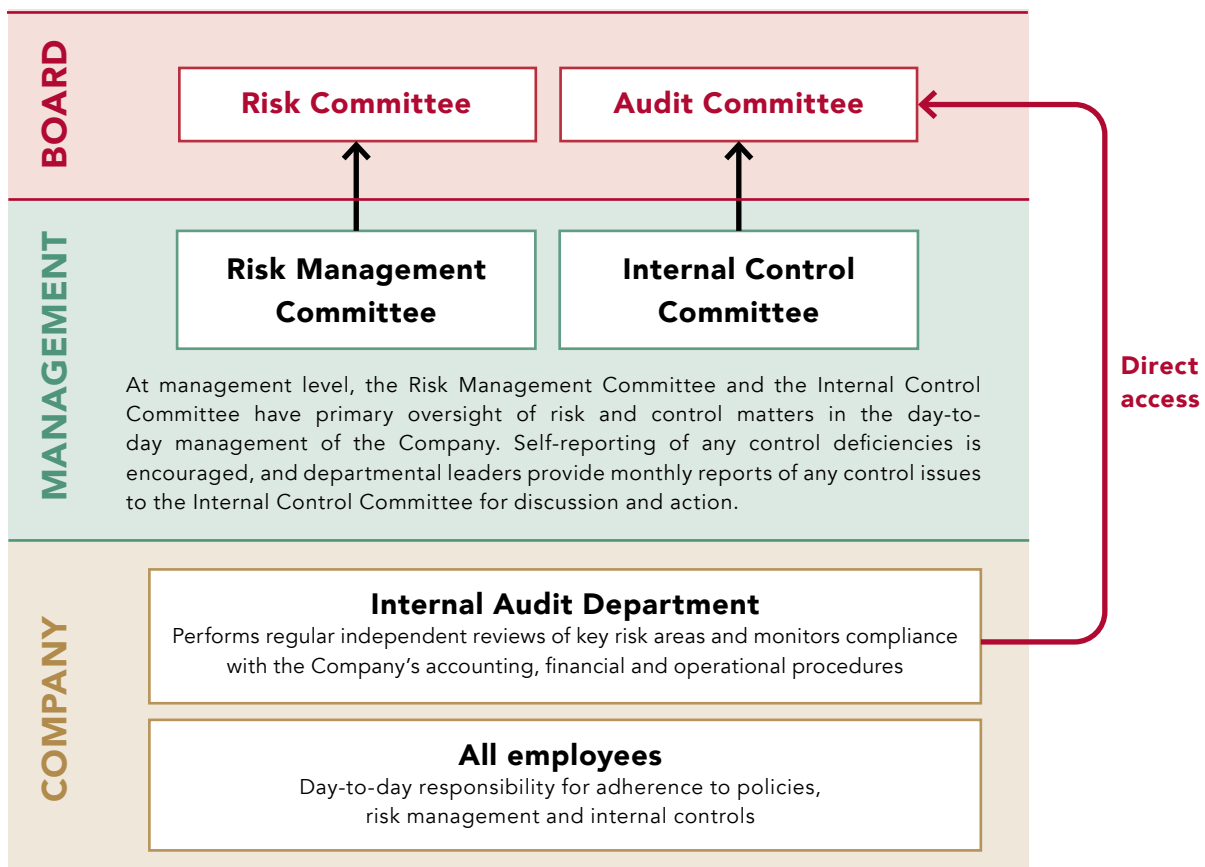 BOARD
Risk Committee
Audit Committee
MANAGEMENT
Risk Management
Committee
Internal Control
Committee
Direct
access
At management level, the Risk Management Committee and the Internal Control
Committee have primary oversight of risk and control matters in the day-to-
day management of the Company. Self-reporting of any control deficiencies is
encouraged, and departmental leaders provide monthly reports of any control issues
to the Internal Control Committee for discussion and action.
COMPANY
Internal Audit Department
Performs regular independent reviews of key risk areas and monitors compliance
with the Company’s accounting, financial and operational procedures
All employees
Day-to-day responsibility for adherence to policies,
risk management and internal controls